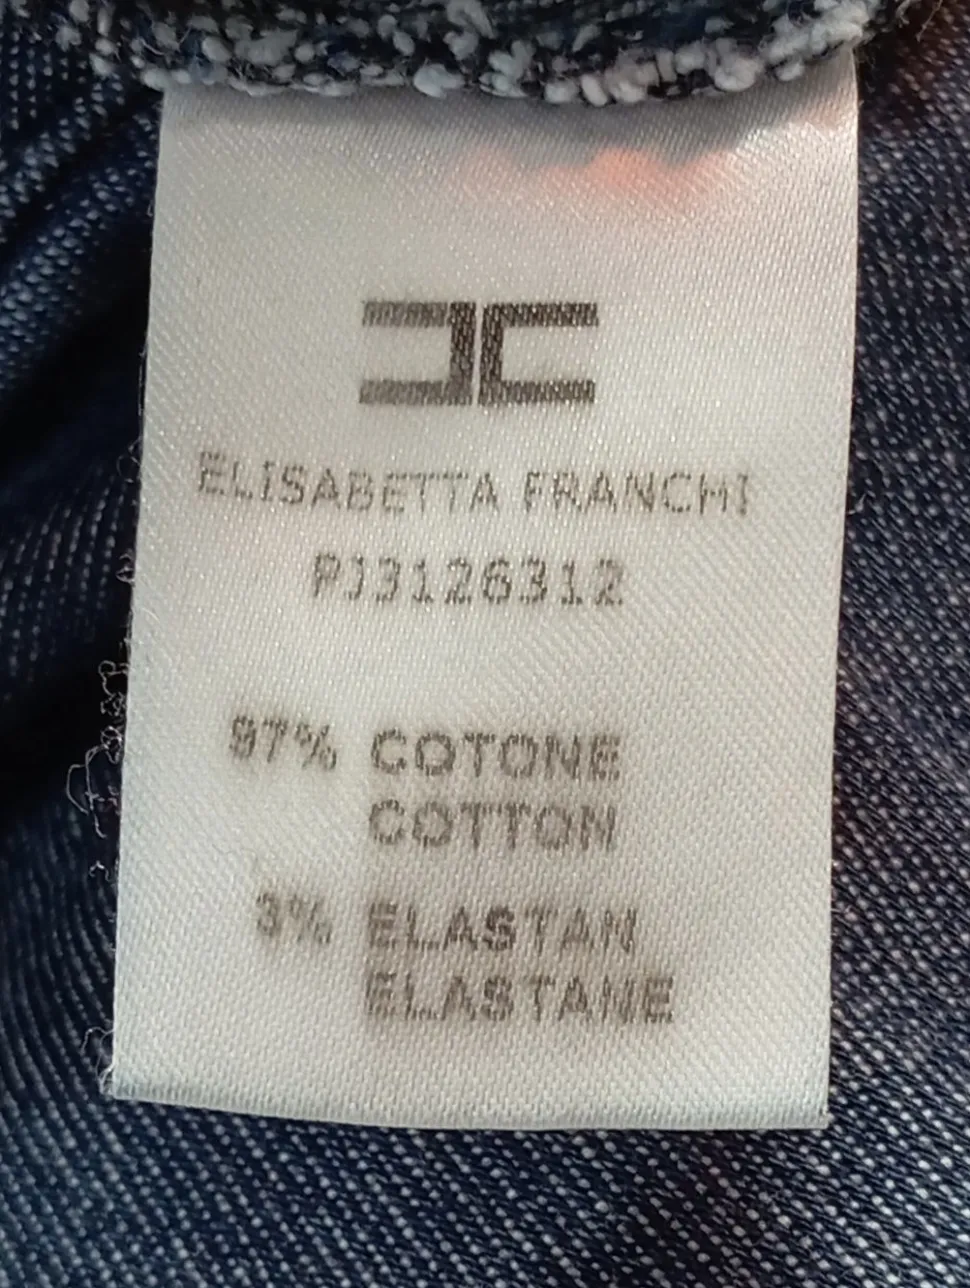 ELISABETTA FRANCHI
PJ3126312
97% COTONE
COTTON
3% ELASTAN
ELASTANE